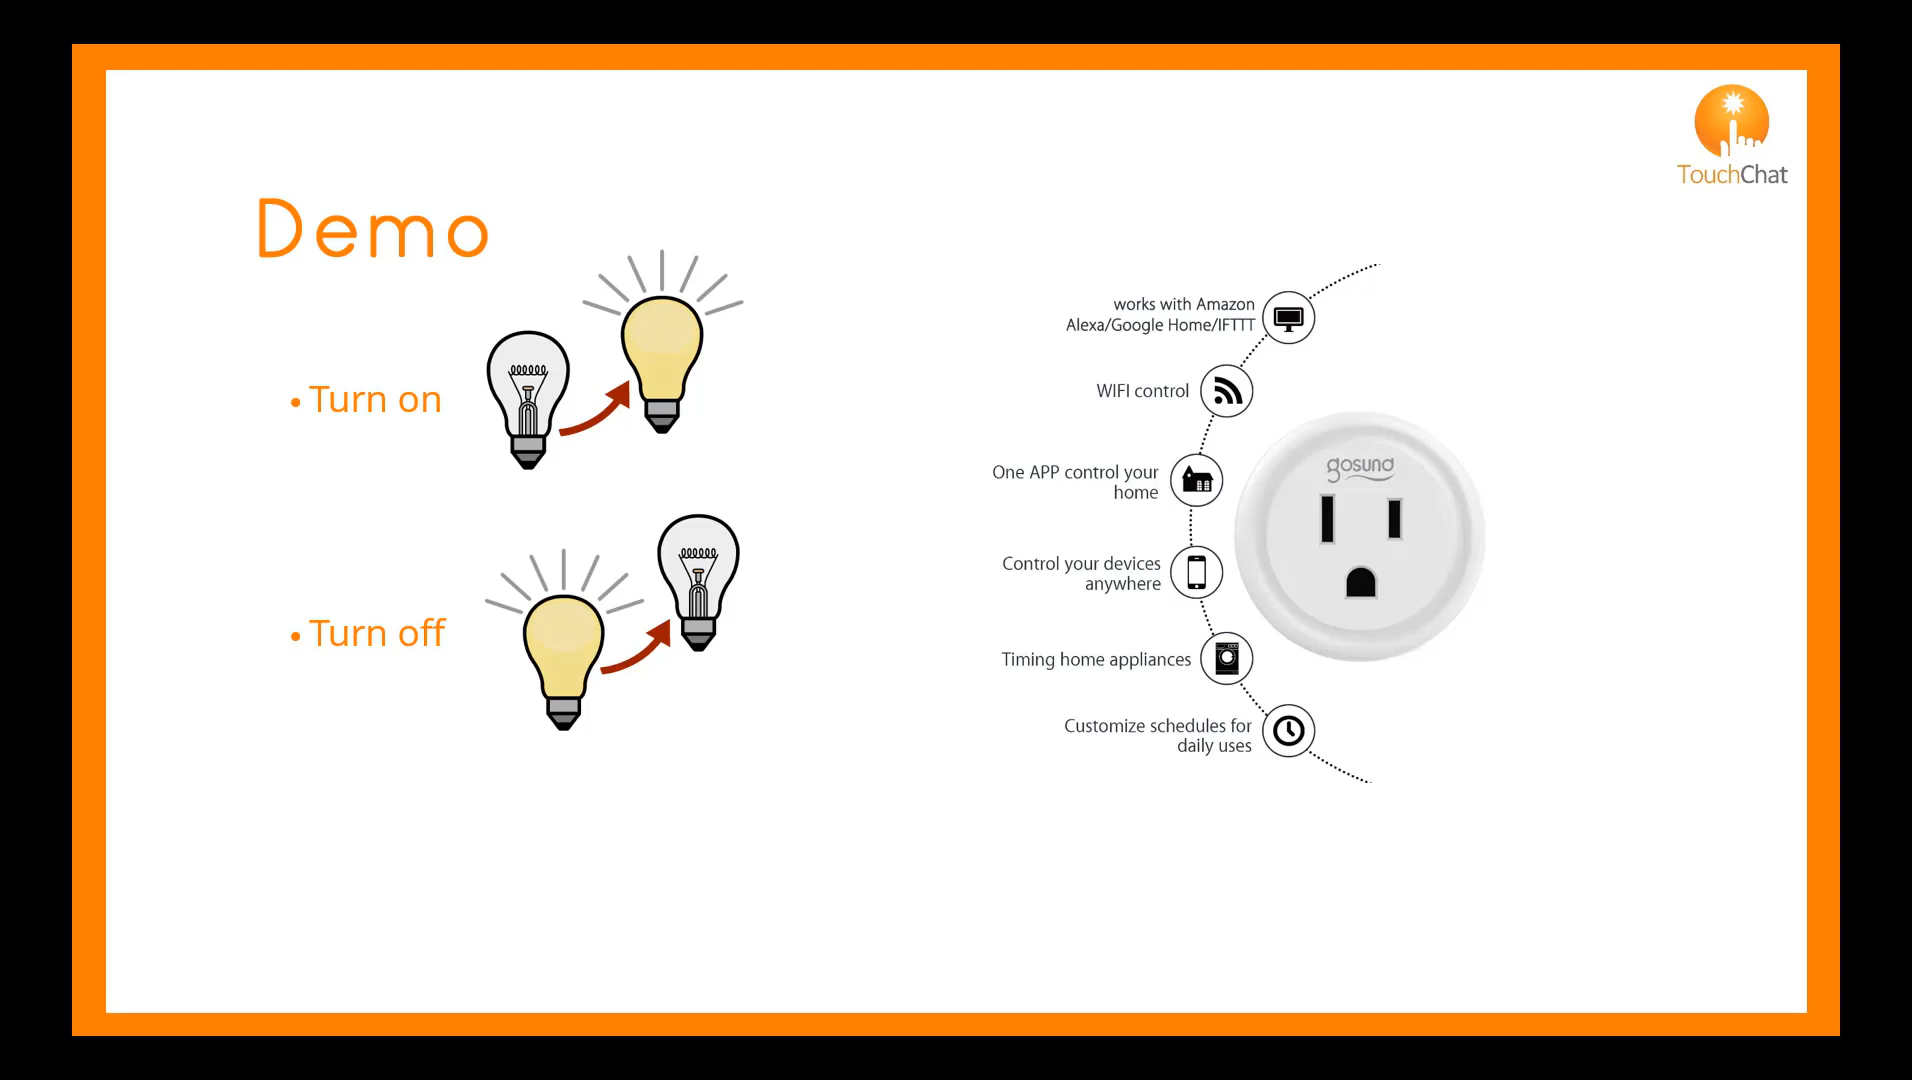 TouchChat
Demo
• Turn on
• Turn off
works with Amazon
Alexa/Google Home/IFTTT
WIFI control
One APP control your
home
Control your devices
anywhere
Timing home appliances
Customize schedules for
daily uses
gosund